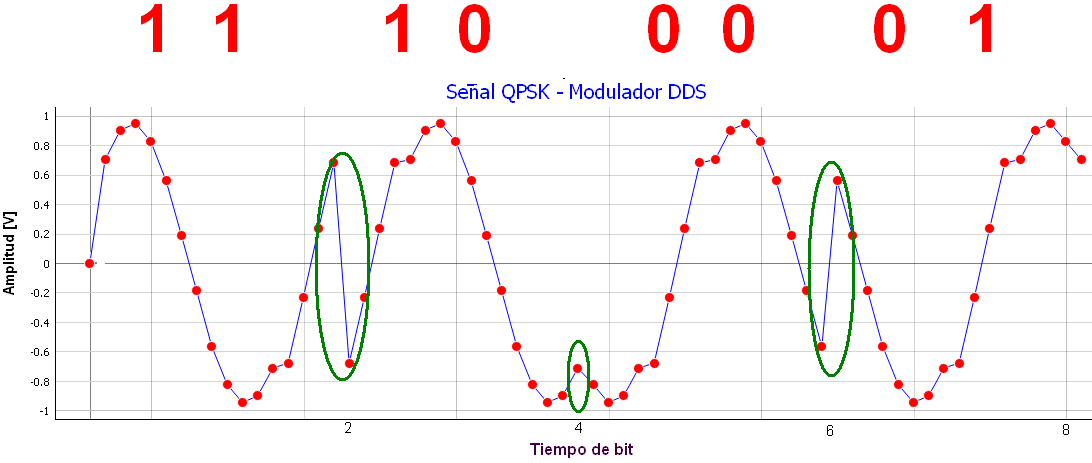 1 1 1 0 0 0 0 1
Señal QPSK - Modulador DDS
1
0.8
0.6
0.4
0.2
0
-0.2
-0.4
-0.6
-0.8
-1
Amplitud [V]
2 4 6 8
Tiempo de bit